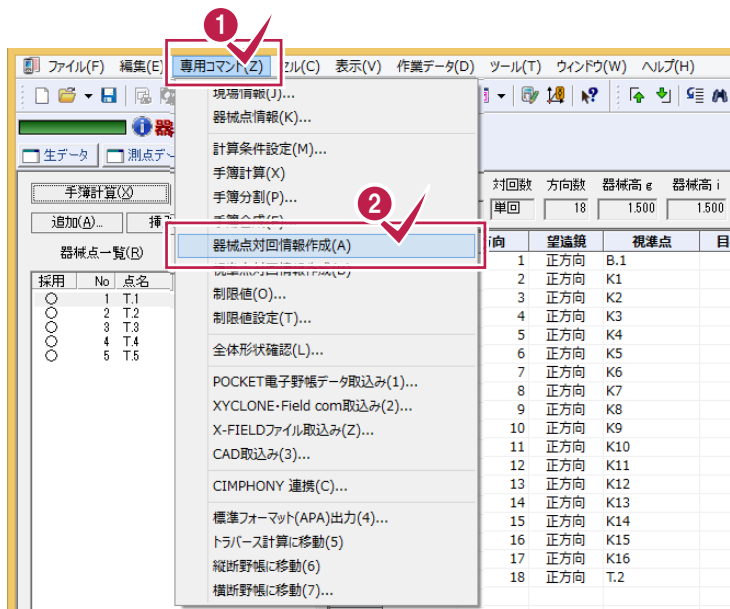 1
ファイル(F) 編集(E) 専用コマンド(Z) セル(C) 表示(V) 作業データ(D) ツール(T) ウィンドウ(W) ヘルプ(H)
生データ
手簿計算(X)
追加(A)...
器械点一覧(R)
採用 No 点名
1 T.1
2 T.2
3 T.3
4 T.4
5 T.5
現場情報(J)...
器械点情報(K)...
計算条件設定(M)...
手簿計算(X)
手簿分割(P)...
2
器械点対回情報作成(A)
制限値(O)...
制限値設定(T)...
全体形状確認(L)...
POCKET電子野帳データ取込み(1)...
XYCLONE・Field com取込み(2)...
X-FIELDファイル取込み(Z)...
CAD取込み(3)...
CIMPHONY 連携(C)...
標準フォーマット(APA)出力(4)...
トラバース計算に移動(5)
縦断野帳に移動(6)
横断野帳に移動(7)...
対回数 方向数 器械高 g 器械高 i
単回 18 1.500 1.500
望遠鏡 視準点
1 正方向 B.1
2 正方向 K1
3 正方向 K2
4 正方向 K3
5 正方向 K4
6 正方向 K5
7 正方向 K6
8 正方向 K7
9 正方向 K8
10 正方向 K9
11 正方向 K10
12 正方向 K11
13 正方向 K12
14 正方向 K13
15 正方向 K14
16 正方向 K15
17 正方向 K16
18 正方向 T.2